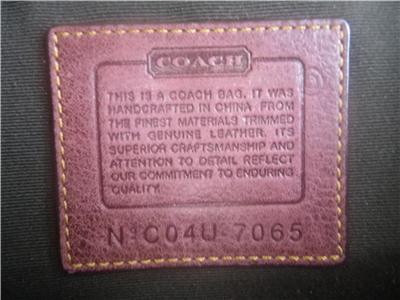 COACH
THIS IS A COACH BAG. IT WAS
HANDCRAFTED IN CHINA FROM
THE FINEST MATERIALS TRIMMED
WITH GENUINE LEATHER. ITS
SUPERIOR CRAFTSMANSHIP AND
ATTENTION TO DETAIL REFLECT
OUR COMMITMENT TO ENDURING
QUALITY.
Nº C04U-7065